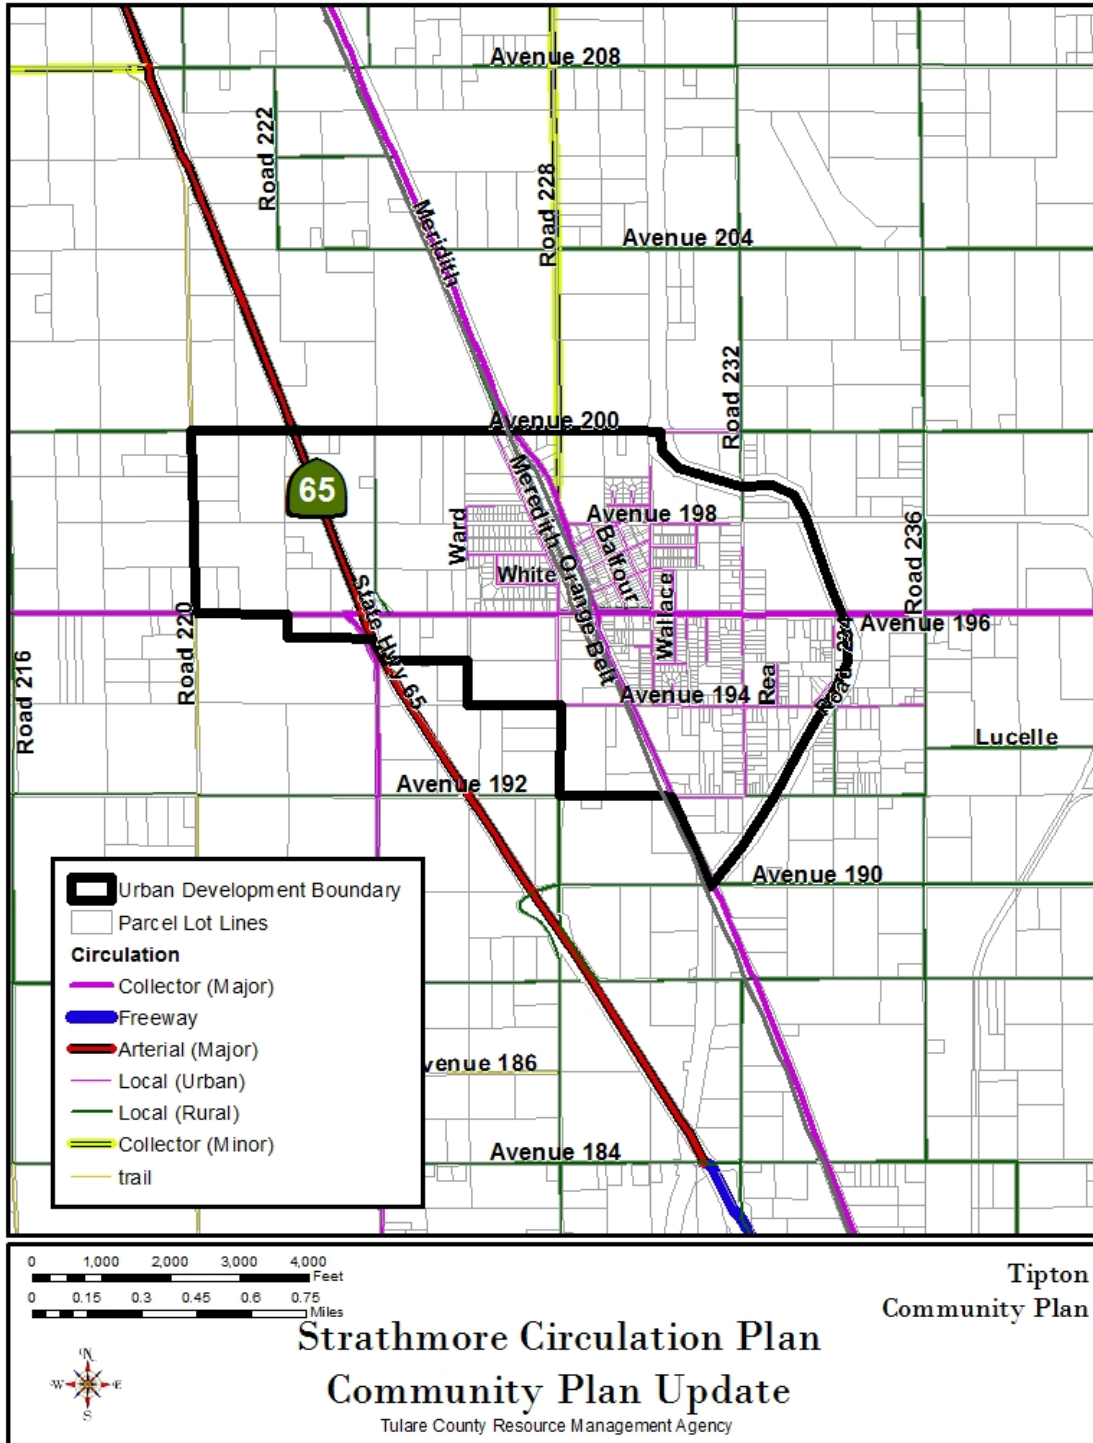 Avenue 208
Road 222
Road 228
Meridith
Avenue 204
Road 232
Avenue 200
65
Meredith
Avenue 198
Ward
Balfour
Road 236
White
Orange Belt
Wallace
State Hwy 65
Avenue 196
Road 220
Road 234
Road 216
Avenue 194
Rea
Lucelle
Avenue 192
Avenue 190
venue 186
Avenue 184
Urban Development Boundary
Parcel Lot Lines
Circulation
Collector (Major)
Freeway
Arterial (Major)
Local (Urban)
Local (Rural)
Collector (Minor)
trail
0 1,000 2,000 3,000 4,000
Feet
0 0.15 0.3 0.45 0.6 0.75
Miles
Tipton
Community Plan
Strathmore Circulation Plan
Community Plan Update
Tulare County Resource Management Agency
N
W E
S